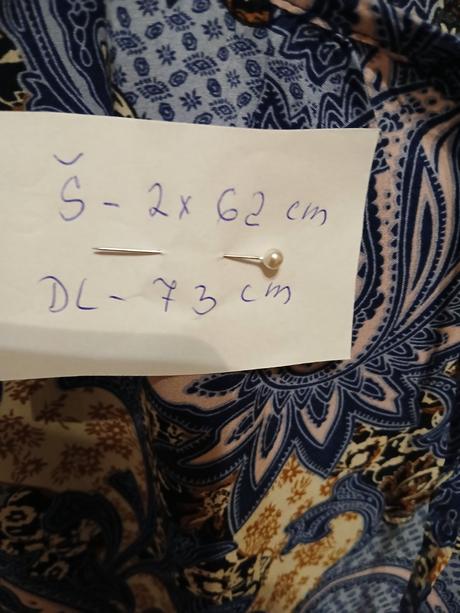 Š - 2x 62 cm
DL - 73 cm